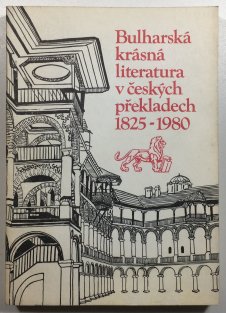 Bulharská
krásná
literatura
v českých
překladech
1825-1980